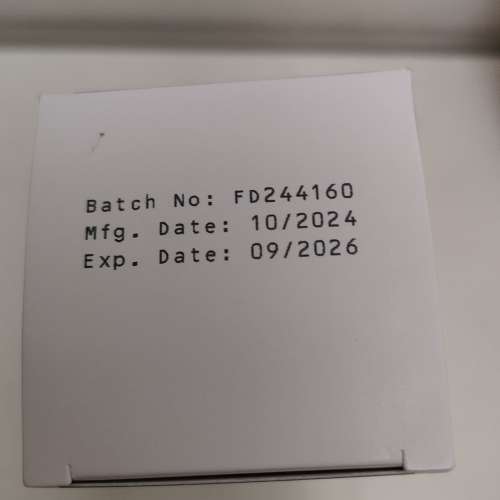 Batch No: FD244160
Mfg. Date: 10/2024
Exp. Date: 09/2026